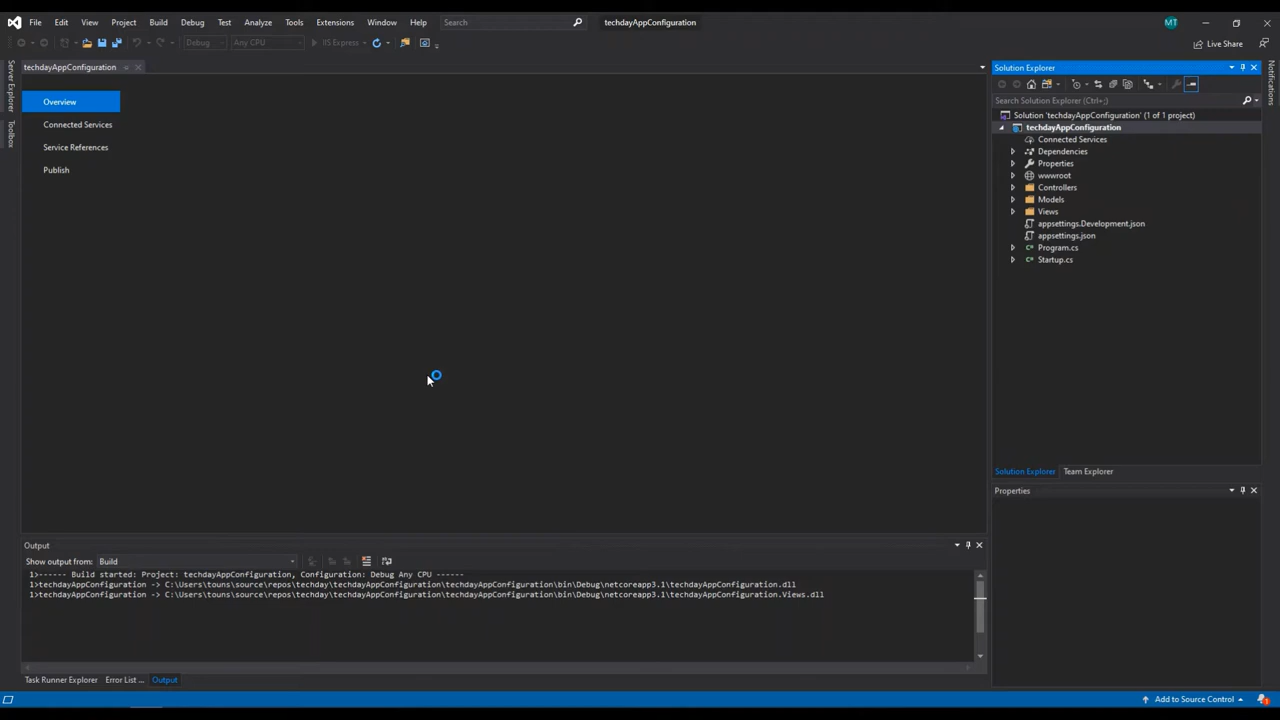 File Edit View Project Build Debug Test Analyze Tools Extensions Window Help Search techdayAppConfiguration MT
Debug Any CPU IIS Express Live Share
Server Explorer
Toolbox
Notifications
techdayAppConfiguration
Overview
Connected Services
Service References
Publish
Solution Explorer
Search Solution Explorer (Ctrl+;)
Solution 'techdayAppConfiguration' (1 of 1 project)
techdayAppConfiguration
Connected Services
Dependencies
Properties
wwwroot
Controllers
Models
Views
appsettings.Development.json
appsettings.json
C# Program.cs
C# Startup.cs
Solution Explorer Team Explorer
Properties
Output
Show output from: Build
1>------ Build started: Project: techdayAppConfiguration, Configuration: Debug Any CPU ------
1>techdayAppConfiguration -> C:\Users\touns\source\repos\techday\techdayAppConfiguration\techdayAppConfiguration\bin\Debug\netcoreapp3.1\techdayAppConfiguration.dll
1>techdayAppConfiguration -> C:\Users\touns\source\repos\techday\techdayAppConfiguration\techdayAppConfiguration\bin\Debug\netcoreapp3.1\techdayAppConfiguration.Views.dll
Task Runner Explorer Error List ... Output
Add to Source Control